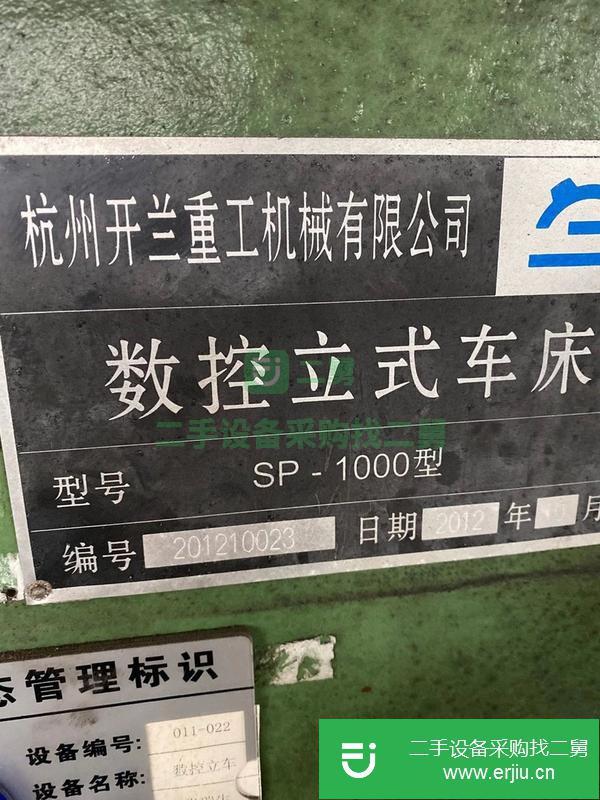 杭州开兰重工机械有限公司
数控立式车床
二舅
二手设备采购找二舅
型号 SP-1000型
编号 201210023 日期 2012 年 月
态管理标识
设备编号: 011-022
设备名称: 数控立车
二手设备采购找二舅
www.erjiu.cn